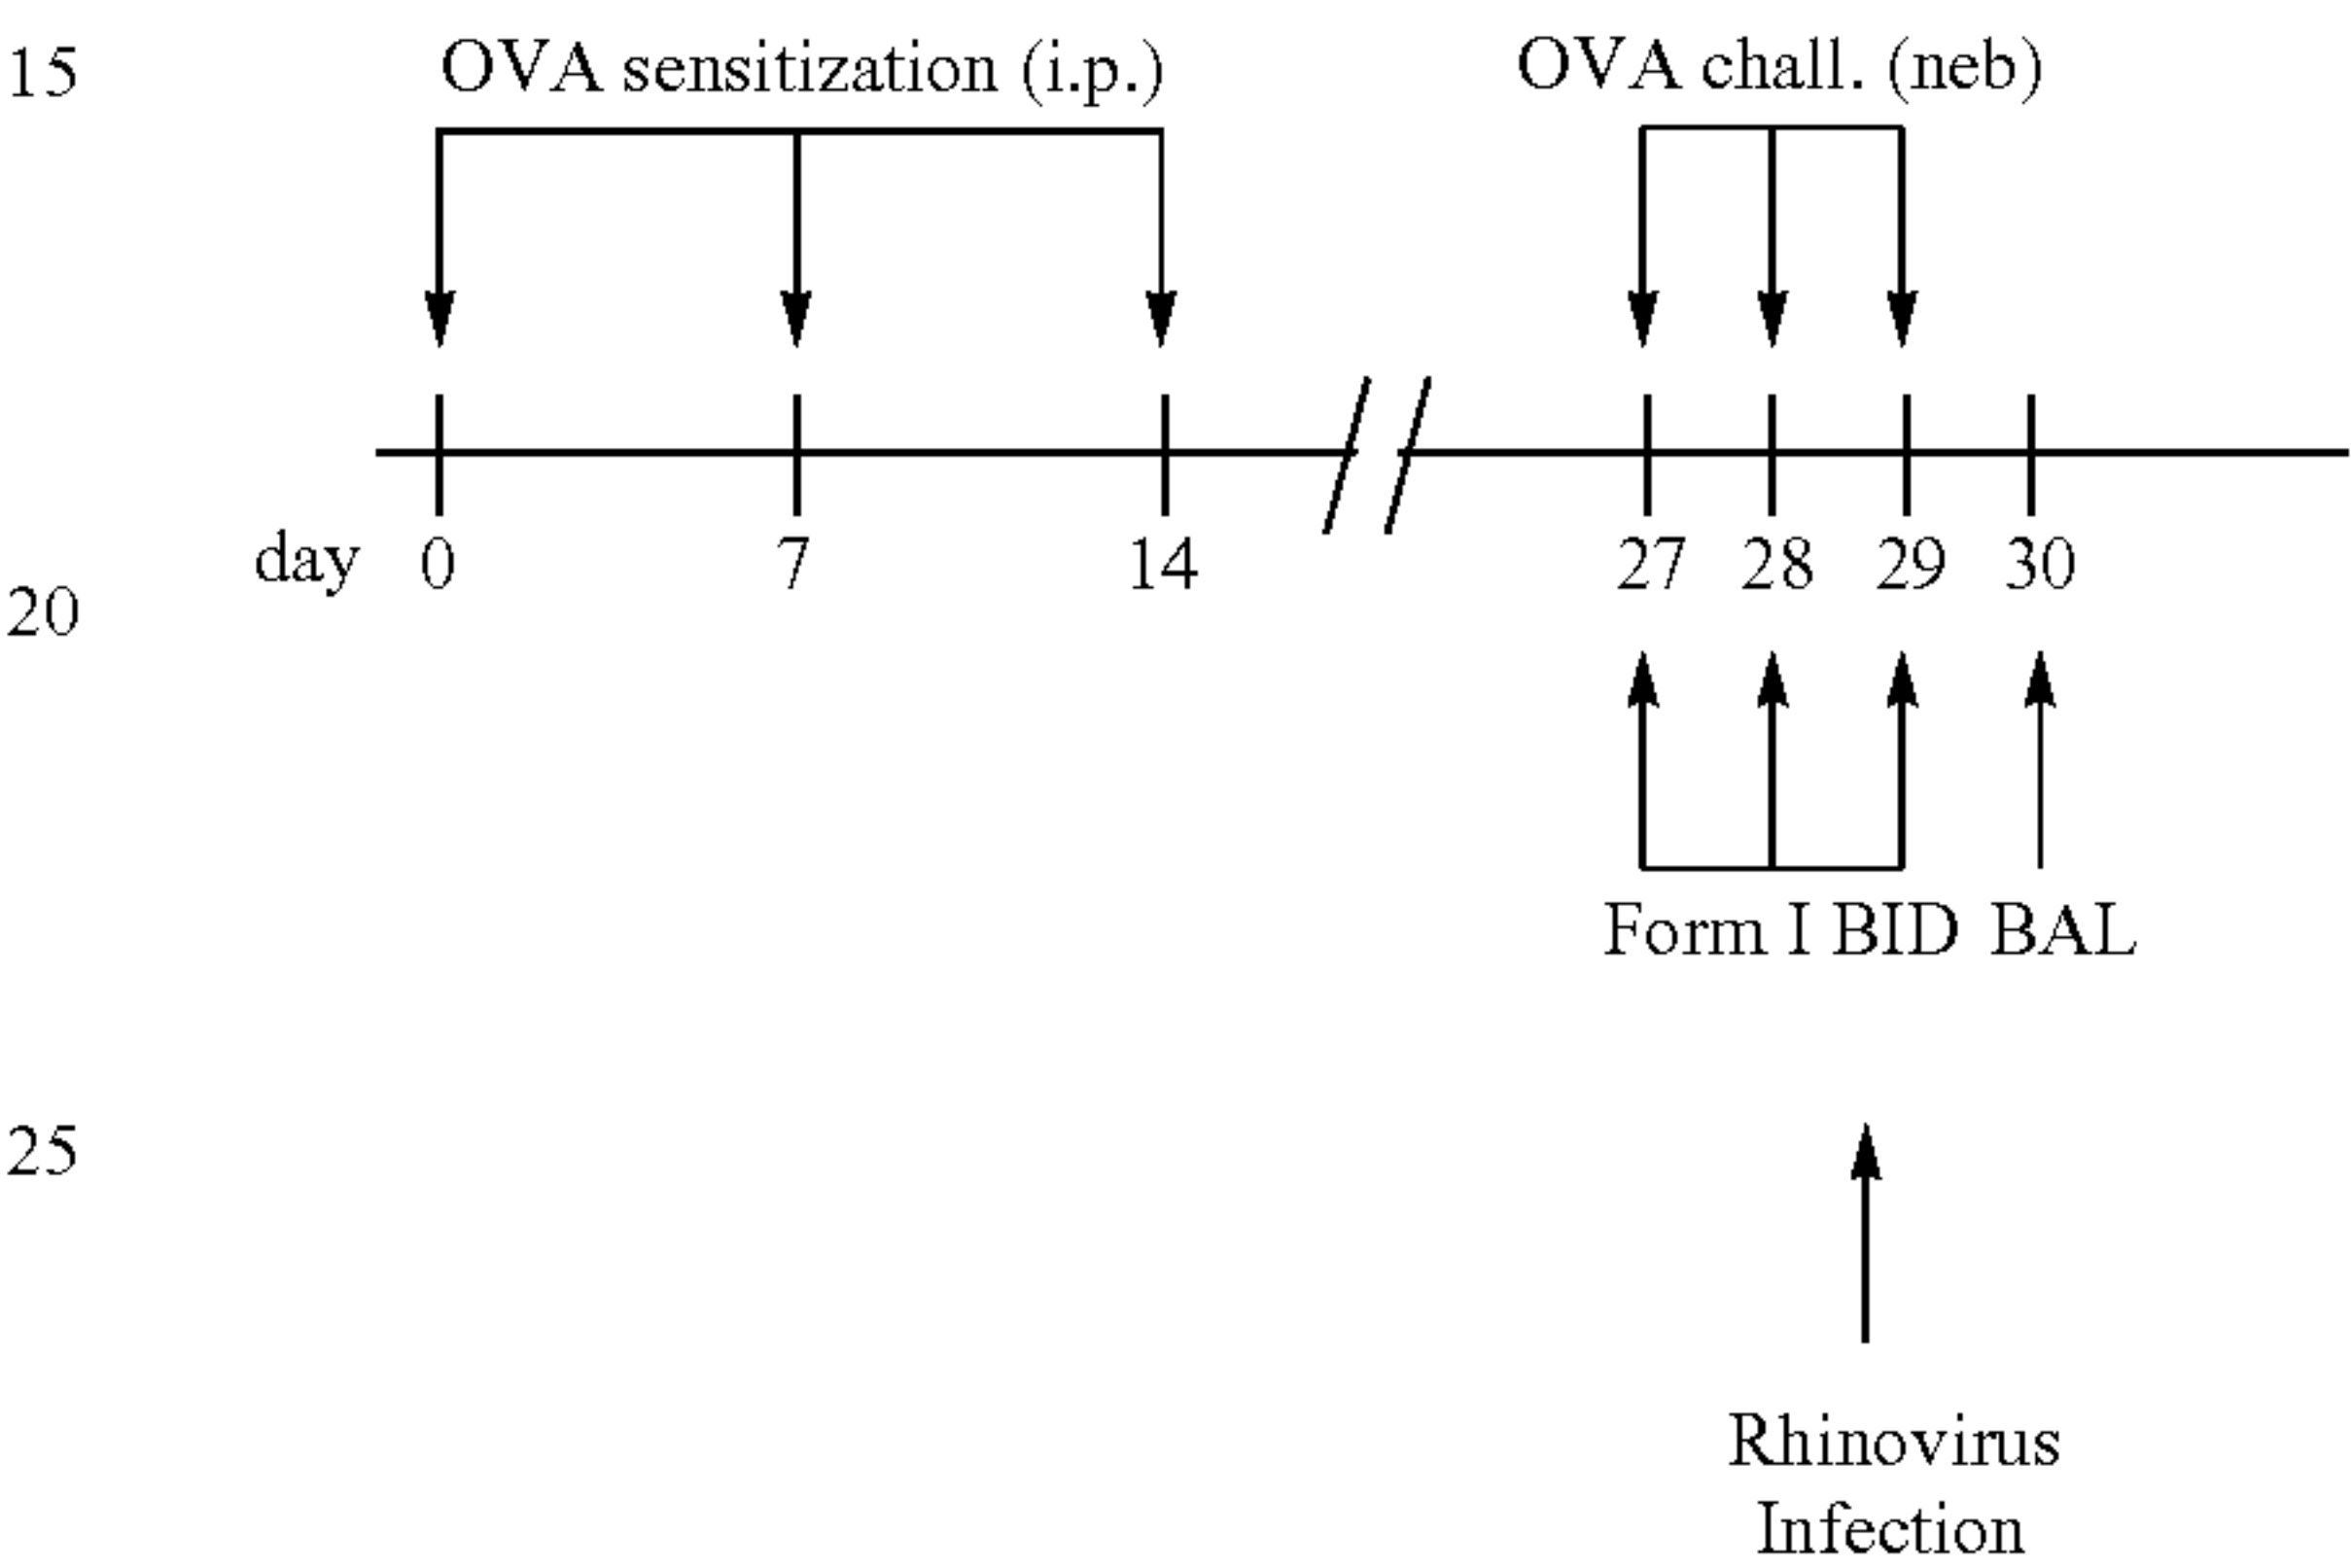 15 OVA sensitization (i.p.) OVA chall. (neb)
day 0 7 14 27 28 29 30
20
Form I BID BAL
25
Rhinovirus
Infection